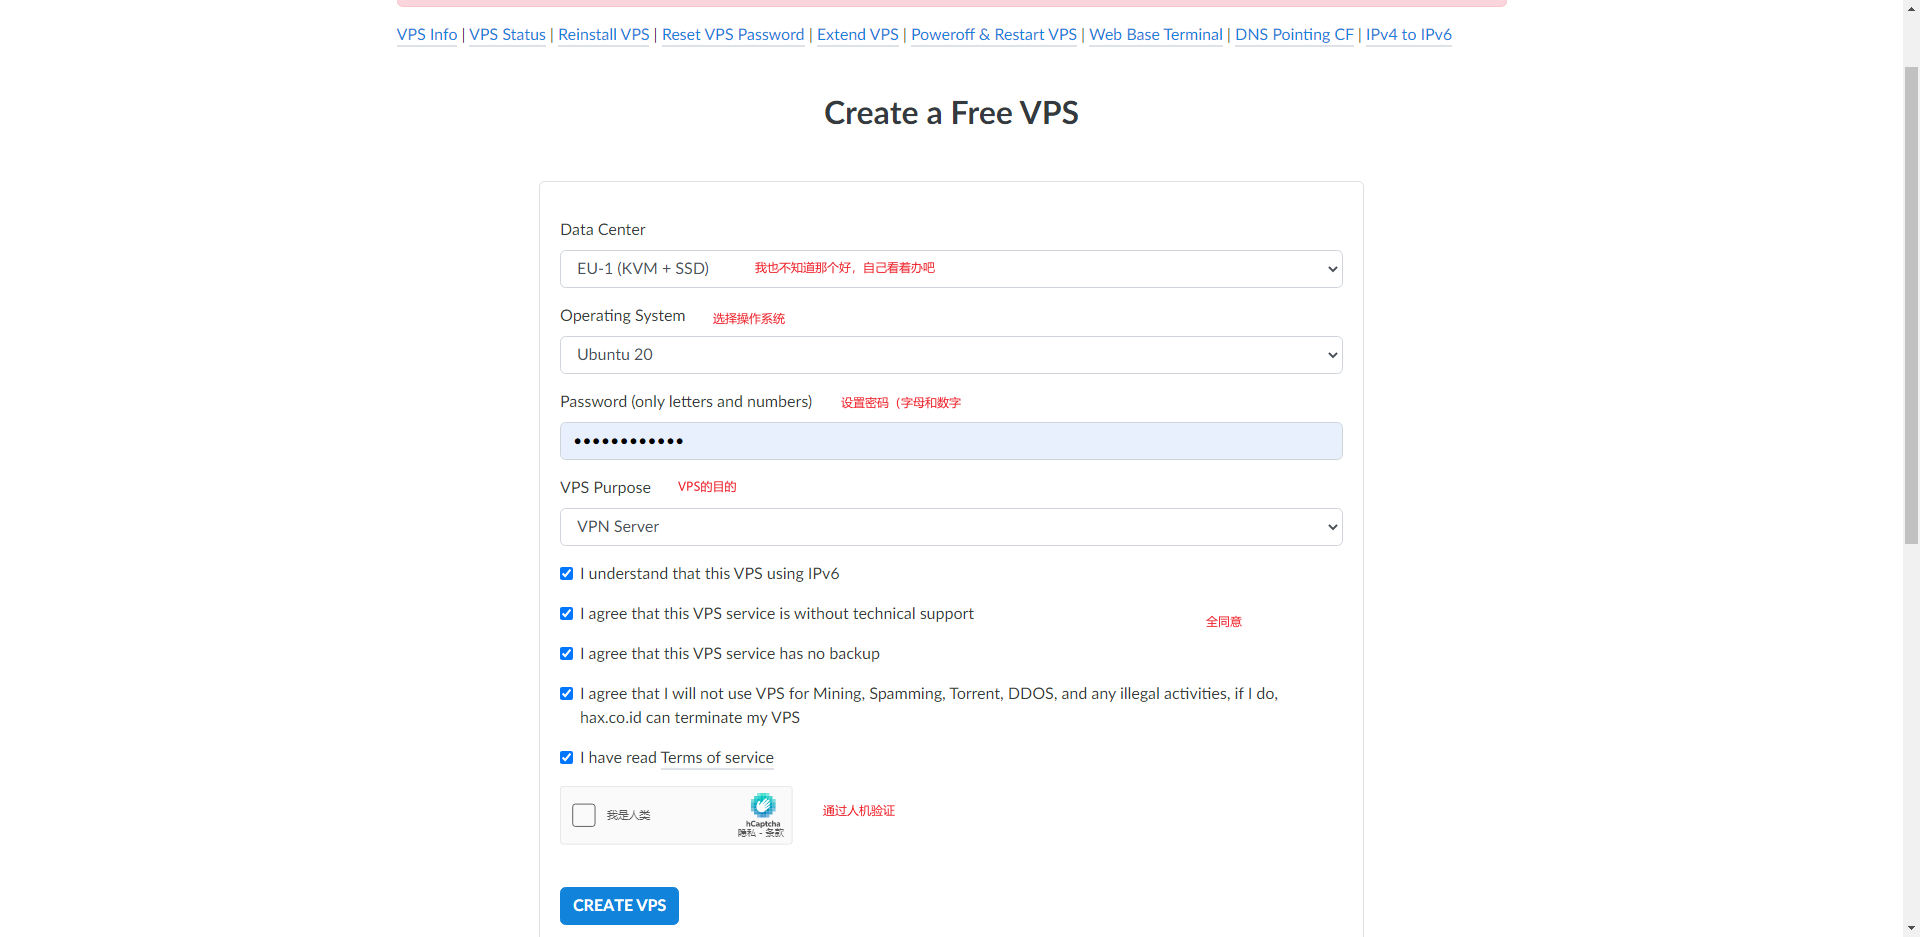 VPS Info | VPS Status | Reinstall VPS | Reset VPS Password | Extend VPS | Poweroff & Restart VPS | Web Base Terminal | DNS Pointing CF | IPv4 to IPv6
Create a Free VPS
Data Center
EU-1 (KVM + SSD) 我也不知道那个好，自己看着办吧
Operating System 选择操作系统
Ubuntu 20
Password (only letters and numbers) 设置密码（字母和数字
••••••••••••
VPS Purpose VPS的目的
VPN Server
I understand that this VPS using IPv6
I agree that this VPS service is without technical support
全同意
I agree that this VPS service has no backup
I agree that I will not use VPS for Mining, Spamming, Torrent, DDOS, and any illegal activities, if I do,
hax.co.id can terminate my VPS
I have read Terms of service
我是人类 通过人机验证
hCaptcha
隐私 - 条款
CREATE VPS